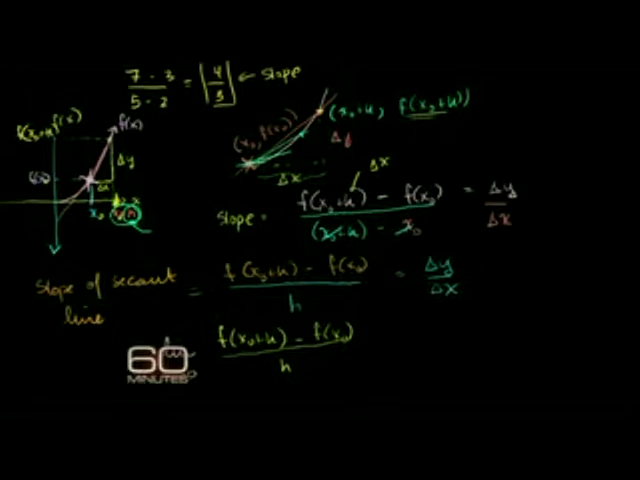 7 - 3 / 5 - 2 = 4/3 ← slope
f(x₀+h) f(x)
f(x)
(x₀+h, f(x₀+h))
(x₀, f(x₀))
Δy
Δy
Δx
Δx
x₀
slope = f(x₀+h) - f(x₀) / (x₀+h) - x₀ = Δy / Δx
slope of secant line = f(x₀+h) - f(x₀) / h = Δy / Δx
f(x₀+h) - f(x₀) / h
60
MINUTES